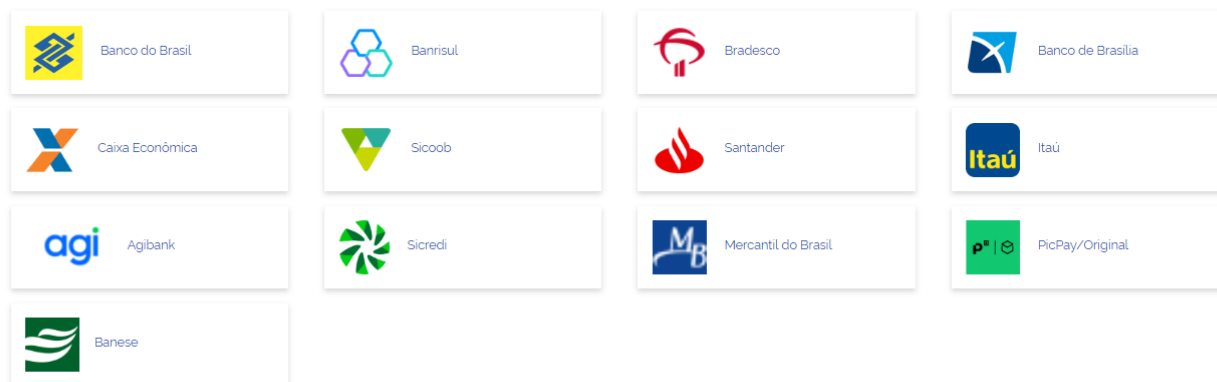 Banco do Brasil
Banrisul
Bradesco
Banco de Brasília
Caixa Econômica
Sicoob
Santander
Itaú
Itaú
agi
Agibank
Sicredi
MB
Mercantil do Brasil
PicPay/Original
Banese